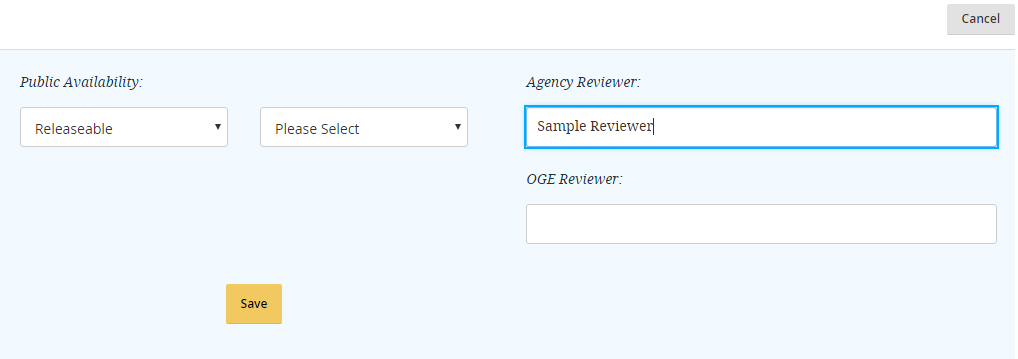 Cancel
Public Availability:
Agency Reviewer:
Releaseable
Please Select
Sample Reviewer
OGE Reviewer:
Save